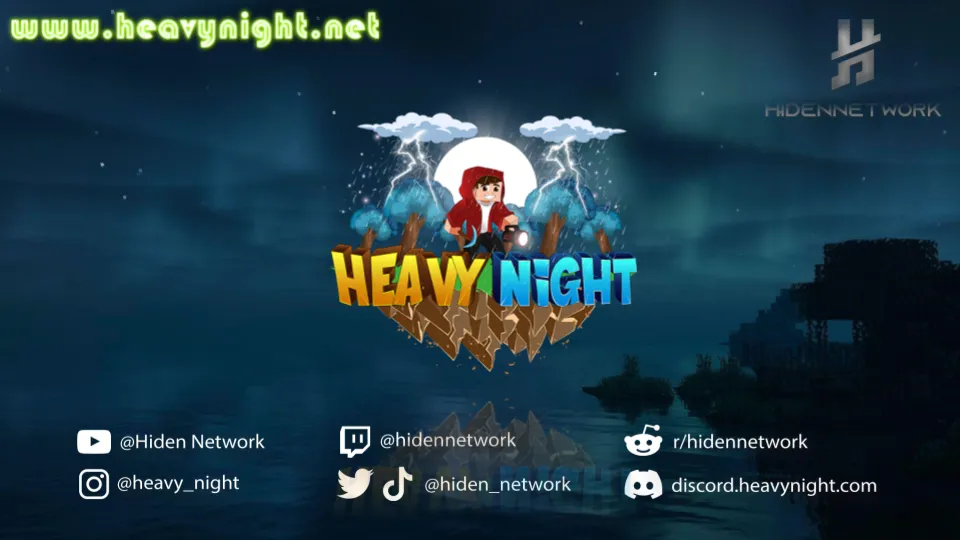 www.heavynight.net
HIDENNETWORK
HEAVY NIGHT
@Hiden Network
@hidennetwork
r/hidennetwork
@heavy_night
@hiden_network
discord.heavynight.com